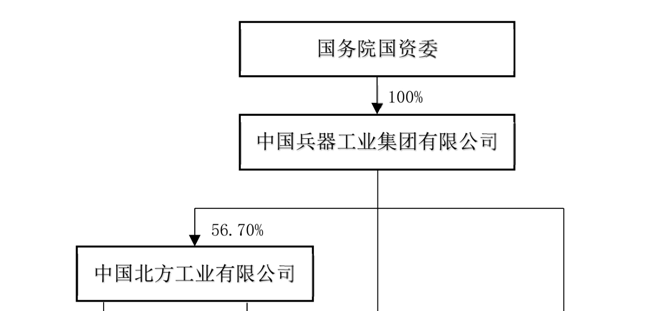 国务院国资委
100%
中国兵器工业集团有限公司
56.70%
中国北方工业有限公司